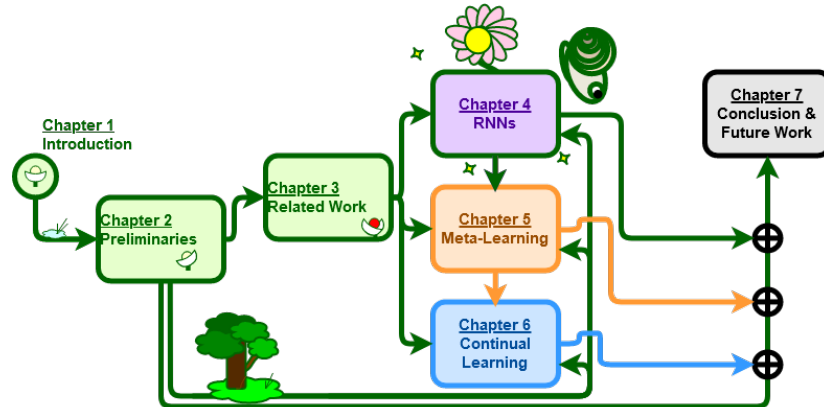 Chapter 1
Introduction
Chapter 2
Preliminaries
Chapter 3
Related Work
Chapter 4
RNNs
Chapter 5
Meta-Learning
Chapter 6
Continual
Learning
Chapter 7
Conclusion &
Future Work